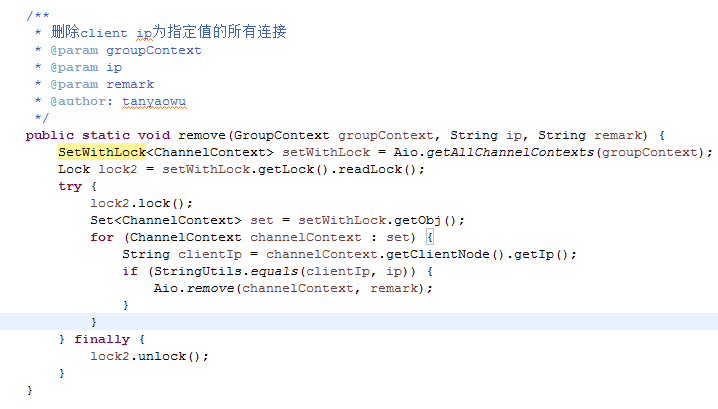 /**
 * 删除client ip为指定值的所有连接
 * @param groupContext
 * @param ip
 * @param remark
 * @author: tanyaowu
 */
public static void remove(GroupContext groupContext, String ip, String remark) {
    SetWithLock<ChannelContext> setWithLock = Aio.getAllChannelContexts(groupContext);
    Lock lock2 = setWithLock.getLock().readLock();
    try {
        lock2.lock();
        Set<ChannelContext> set = setWithLock.getObj();
        for (ChannelContext channelContext : set) {
            String clientIp = channelContext.getClientNode().getIp();
            if (StringUtils.equals(clientIp, ip)) {
                Aio.remove(channelContext, remark);
            }
        }
    } finally {
        lock2.unlock();
    }
}